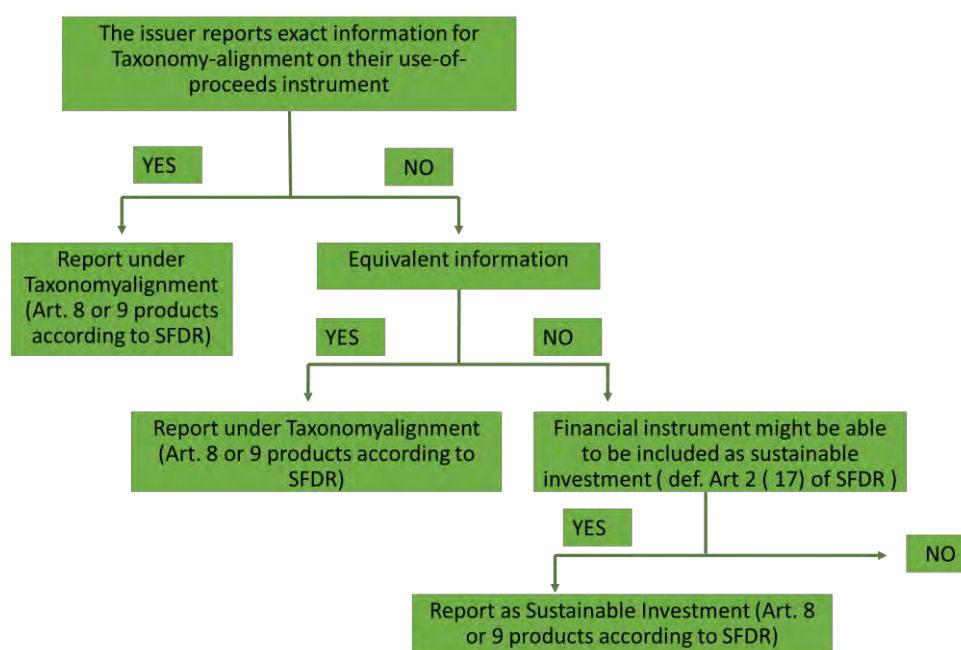 The issuer reports exact information for
Taxonomy-alignment on their use-of-
proceeds instrument
YES
NO
Report under
Taxonomyalignment
(Art. 8 or 9 products
according to SFDR)
Equivalent information
YES
NO
Report under Taxonomyalignment
(Art. 8 or 9 products according to
SFDR)
Financial instrument might be able
to be included as sustainable
investment ( def. Art 2 ( 17) of SFDR )
YES
NO
Report as Sustainable Investment (Art. 8
or 9 products according to SFDR)